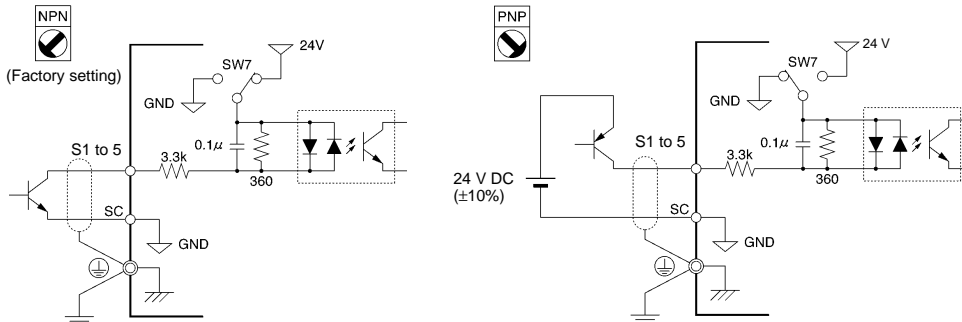 NPN
(Factory setting)
24V
SW7
GND
0.1μ
S1 to 5
3.3k
360
SC
GND
PNP
24 V
SW7
GND
0.1μ
S1 to 5
3.3k
360
24 V DC
(±10%)
SC
GND